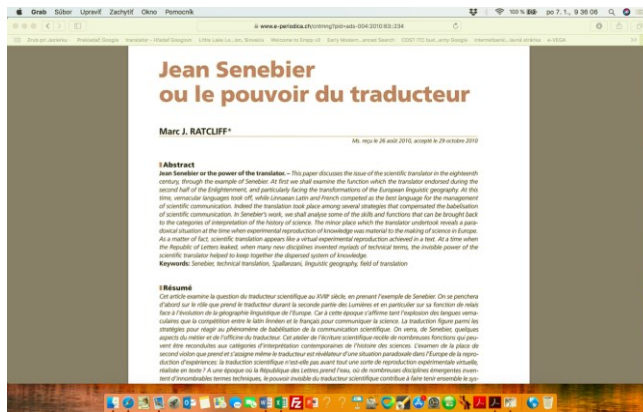 Grab Súbor Upraviť Zachytiť Okno Pomocník 100 % po 7. 1., 9 36 08
www.e-periodica.ch/cntmng?pid=ads-004:2010:63::234
Jean Senebier
ou le pouvoir du traducteur
Marc J. RATCLIFF*
Ms. reçu le 26 août 2010, accepté le 29 octobre 2010
Abstract
Jean Senebier or the power of the translator. – This paper discusses the issue of the scientific translator in the eighteenth
century, through the example of Senebier. At first we shall examine the function which the translator endorsed during the
second half of the Enlightenment, and particularly facing the transformations of the European linguistic geography. At this
time, vernacular languages took off, while Linnaean Latin and French competed as the best language for the management
of scientific communication. Indeed the translation took place among several strategies that compensated the babelisation
of scientific communication. In Senebier's work, we shall analyse some of the skills and functions that can be brought back
to the categories of interpretation of the history of science. The minor place which the translator undertook reveals a para-
doxical situation at the time when experimental reproduction of knowledge was material to the making of science in Europe.
As a matter of fact, scientific translation appears like a virtual experimental reproduction achieved in a text. At a time when
the Republic of Letters leaked, when many new disciplines invented myriads of technical terms, the invisible power of the
scientific translator helped to keep together the dispersed system of knowledge.
Keywords: Senebier, technical translation, Spallanzani, linguistic geography, field of translation
Résumé
Cet article examine la question du traducteur scientifique au XVIIIe siècle, en prenant l'exemple de Senebier. On se penchera
d'abord sur le rôle que prend le traducteur durant la seconde partie des Lumières et en particulier sur sa fonction de relais
face à l'évolution de la géographie linguistique de l'Europe. Car à cette époque s'affirme tant l'explosion des langues verna-
culaires que la compétition entre le latin linnéen et le français pour communiquer la science. La traduction figure parmi les
stratégies pour réagir au phénomène de babélisation de la communication scientifique. On verra, de Senebier, quelques
aspects du métier et de l'officine du traducteur. Cet atelier de l'écriture scientifique recèle de nombreuses fonctions qui peu-
vent être reconduites aux catégories d'interprétation contemporaines de l'histoire des sciences. L'examen de la place de
second violon que prend et s'assigne même le traducteur est révélateur d'une situation paradoxale dans l'Europe de la repro-
duction d'expériences: la traduction scientifique n'est-elle pas avant tout une sorte de reproduction expérimentale virtuelle,
réalisée en texte ? A une époque où la République des Lettres prend l'eau, où de nombreuses disciplines émergentes inven-
tent d'innombrables termes techniques, le pouvoir invisible du traducteur scientifique contribue à faire tenir ensemble le sys-